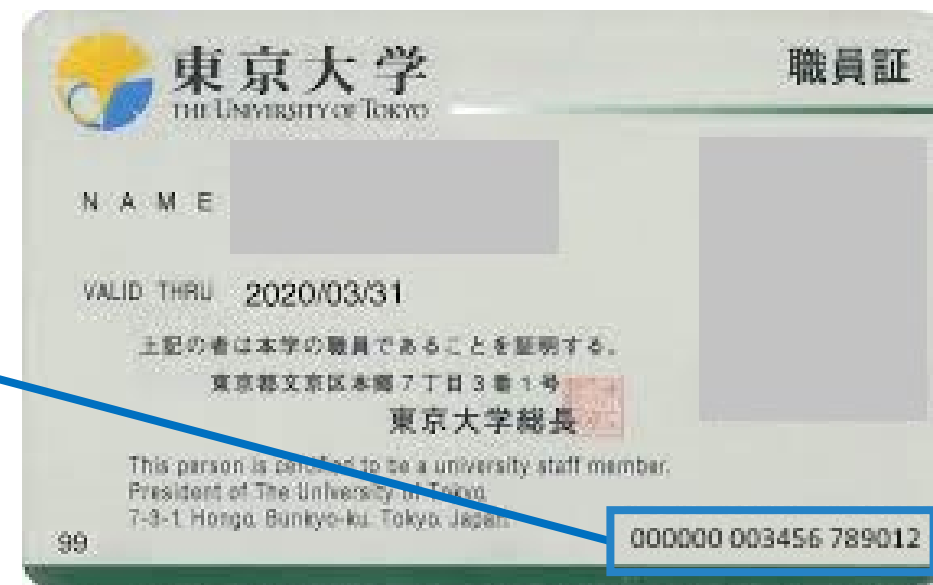 東京大学
THE UNIVERSITY OF TOKYO
職員証
NAME
VALID THRU 2020/03/31
上記の者は本学の職員であることを証明する。
東京都文京区本郷7丁目3番1号
東京大学総長
This person is certified to be a university staff member.
President of The University of Tokyo
7-3-1 Hongo, Bunkyo-ku, Tokyo, Japan
99
000000 003456 789012